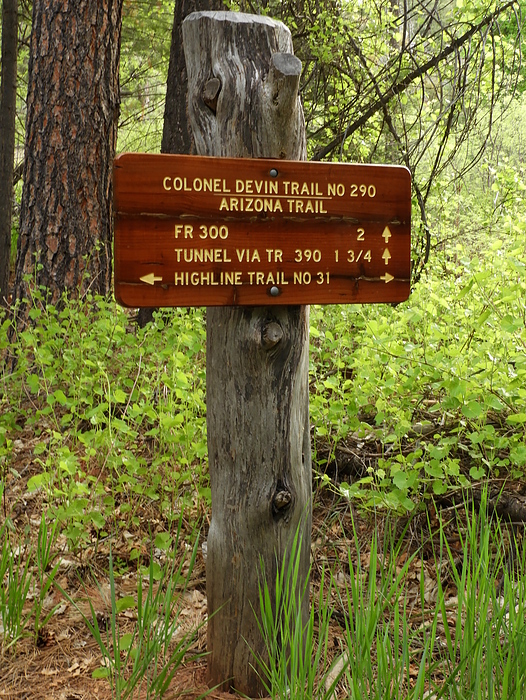 COLONEL DEVIN TRAIL NO 290
ARIZONA TRAIL
FR 300 2 ↑
TUNNEL VIA TR 390 1 3/4 ↑
← HIGHLINE TRAIL NO 31 →